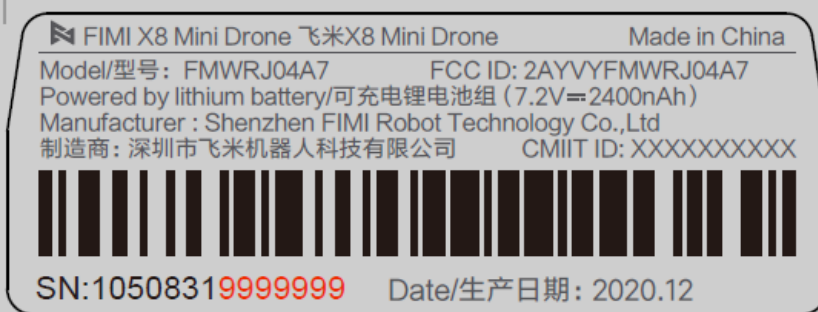 FIMI X8 Mini Drone 飞米X8 Mini Drone Made in China
Model/型号: FMWRJ04A7 FCC ID: 2AYVYFMWRJ04A7
Powered by lithium battery/可充电锂电池组 (7.2V⎓2400nAh)
Manufacturer : Shenzhen FIMI Robot Technology Co.,Ltd
制造商: 深圳市飞米机器人科技有限公司 CMIIT ID: XXXXXXXXXX
SN:10508319999999 Date/生产日期: 2020.12